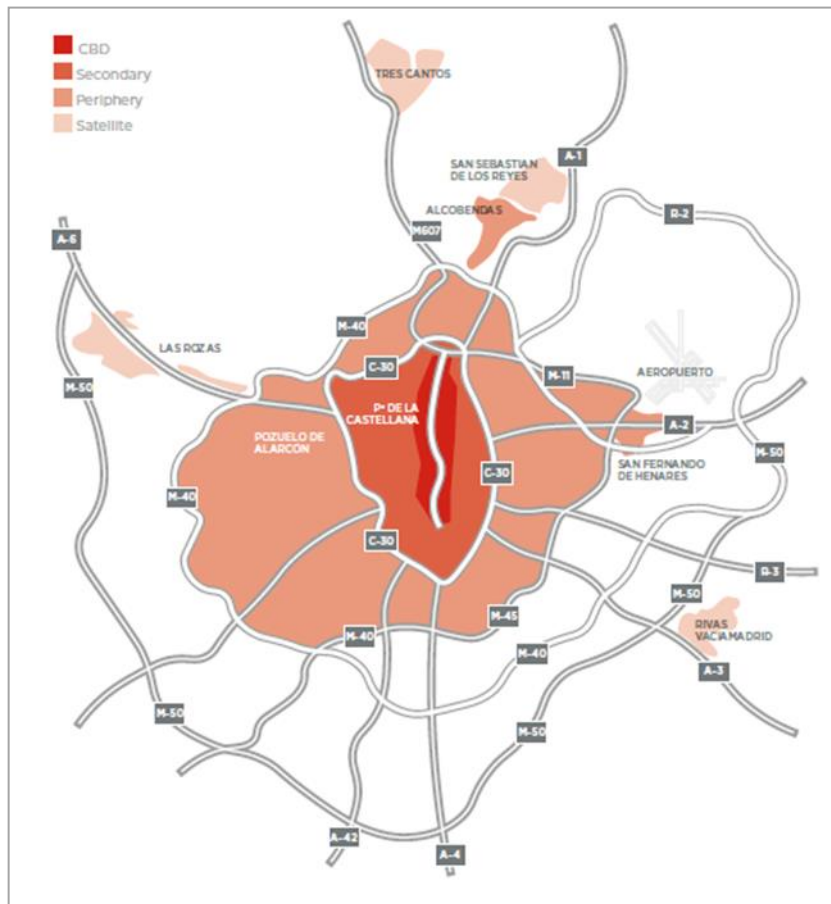 CBD
Secondary
Periphery
Satellite
TRES CANTOS
A-1
SAN SEBASTIAN
DE LOS REYES
ALCOBENDAS
R-2
M607
A-6
M-40
LAS ROZAS
C-30
M-11
AEROPUERTO
M-50
Pº DE LA
CASTELLANA
POZUELO DE
ALARCÓN
A-2
M-50
C-30
SAN FERNANDO
DE HENARES
M-40
C-30
R-3
M-50
M-45
RIVAS
VACIAMADRID
M-40
M-40
A-3
M-50
M-50
A-42
A-4